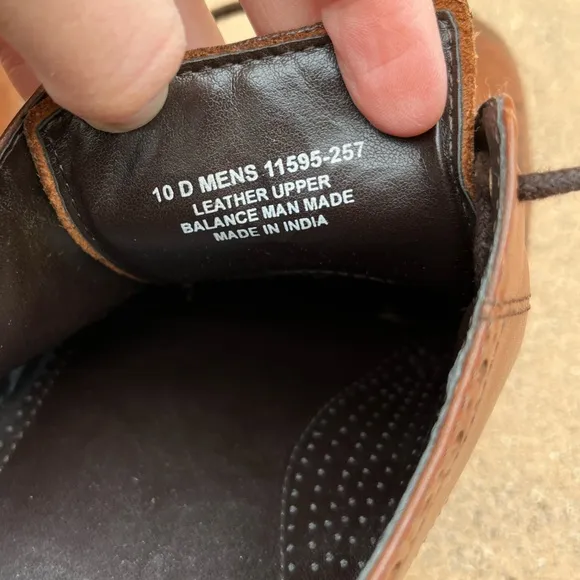 10 D MENS 11595-257
LEATHER UPPER
BALANCE MAN MADE
MADE IN INDIA